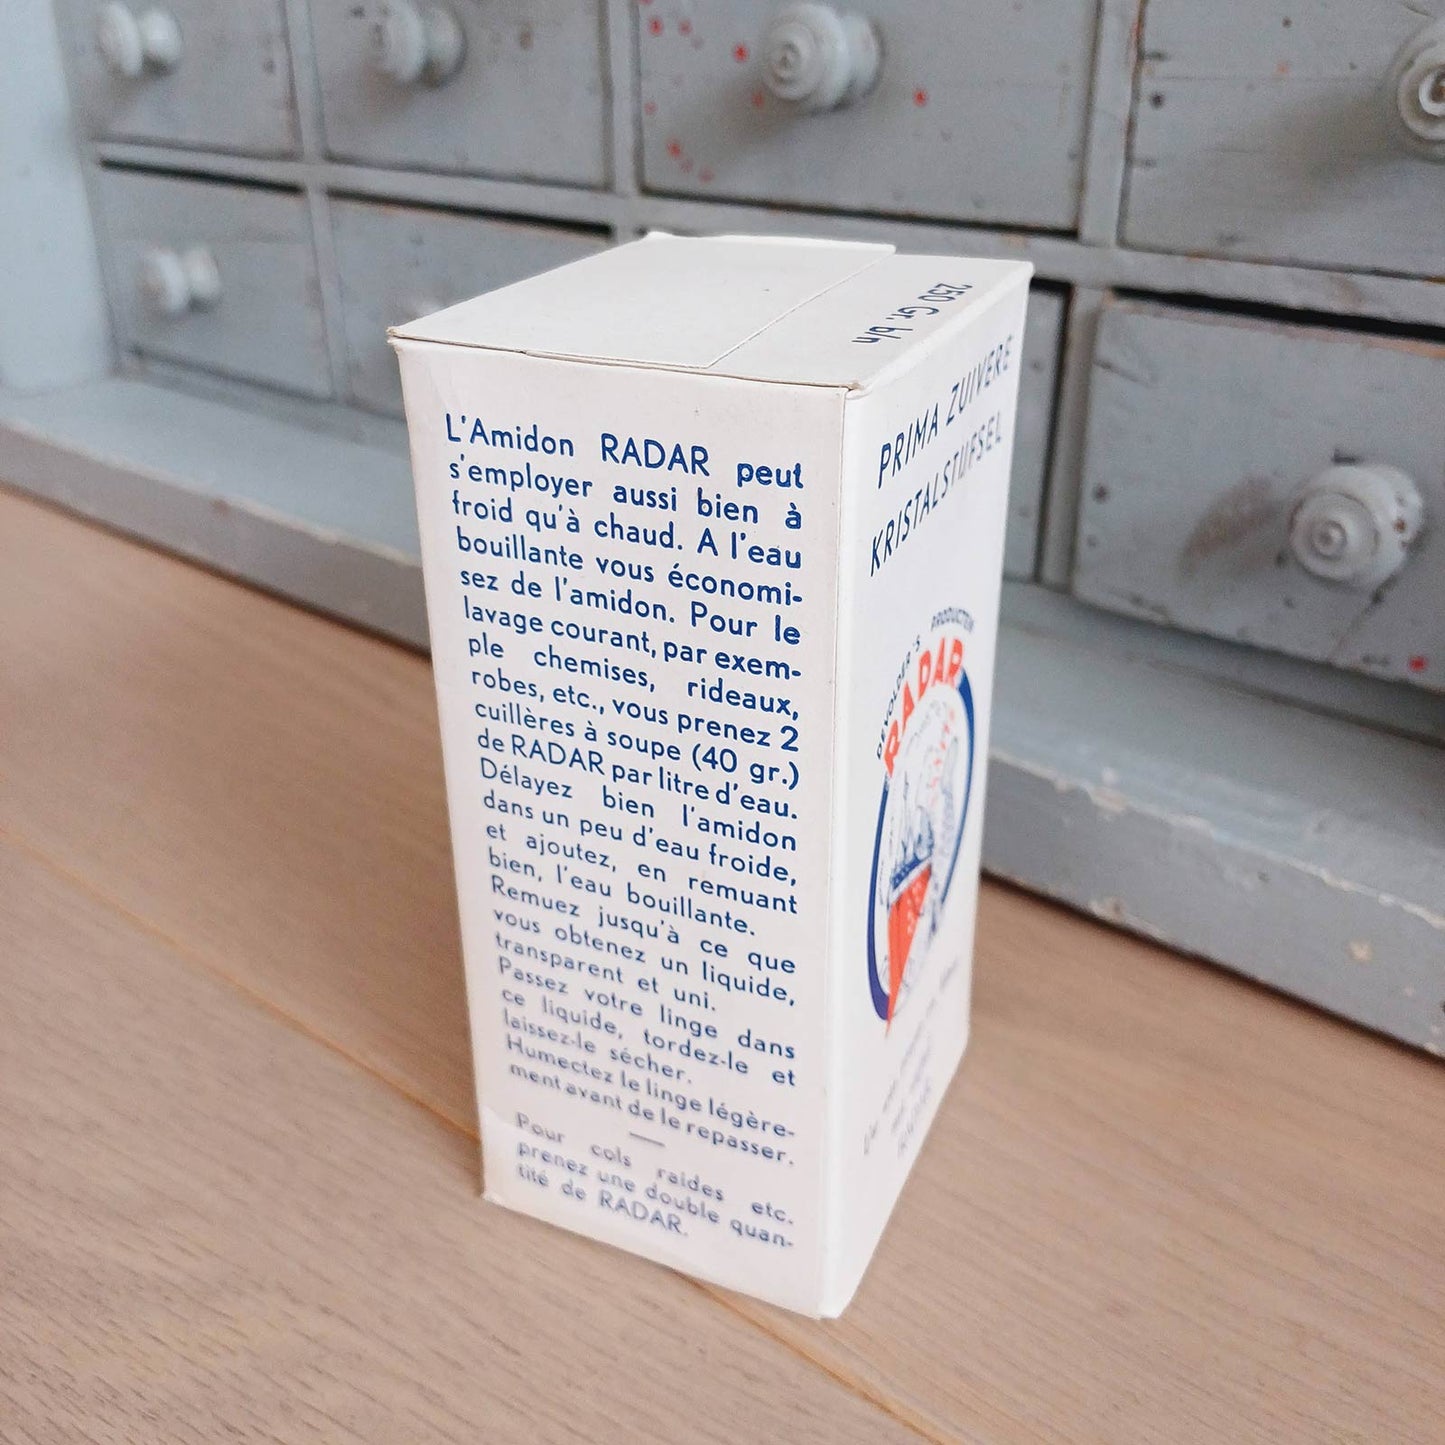 250 Gr. b/n
L'Amidon RADAR peut
s'employer aussi bien à
froid qu'à chaud. A l'eau
bouillante vous économi-
sez de l'amidon. Pour le
lavage courant, par exem-
ple chemises, rideaux,
robes, etc., vous prenez 2
cuillères à soupe (40 gr.)
de RADAR par litre d'eau.
Délayez bien l'amidon
dans un peu d'eau froide,
et ajoutez, en remuant
bien, l'eau bouillante.
Remuez jusqu'à ce que
vous obtenez un liquide,
transparent et uni.
Passez votre linge dans
ce liquide, tordez-le et
laissez-le sécher.
Humectez le linge légère-
ment avant de le repasser.
Pour cols raides etc.
prenez une double quan-
tité de RADAR.
PRIMA ZUIVERE
KRISTALSTIJFSEL
DEVOLDER'S PRODUCTEN
RADAR